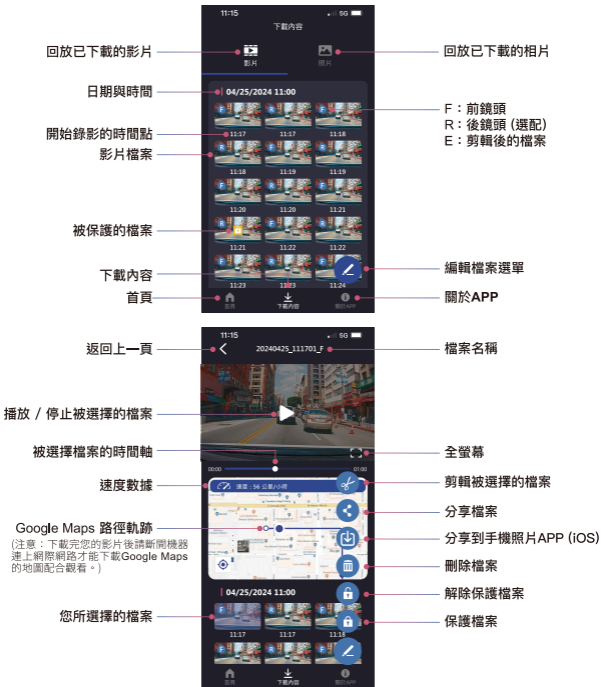 11:15
5G
下載內容
回放已下載的影片
影片
照片
回放已下載的相片
日期與時間
04/25/2024 11:00
F：前鏡頭
R：後鏡頭 (選配)
E：剪輯後的檔案
F
R
F
開始錄影的時間點
11:17
11:17
11:18
影片檔案
R
F
R
11:18
11:19
11:19
F
R
F
11:20
11:20
11:21
被保護的檔案
R
F
R
11:21
11:22
11:22
編輯檔案選單
下載內容
F
R
11:23
11:23
11:24
首頁
首頁
下載內容
關於APP
關於APP
11:15
5G
返回上一頁
20240425_111701_F
檔案名稱
播放 / 停止被選擇的檔案
被選擇檔案的時間軸
全螢幕
00:00
01:00
速度數據
速度 : 56 公里/小時
剪輯被選擇的檔案
分享檔案
Google Maps 路徑軌跡
(注意：下載完您的影片後請斷開機器
連上網際網路才能下載Google Maps
的地圖配合觀看。)
分享到手機照片APP (iOS)
刪除檔案
04/25/2024 11:00
解除保護檔案
您所選擇的檔案
保護檔案
11:17
11:17
11:18
首頁
下載內容
關於APP